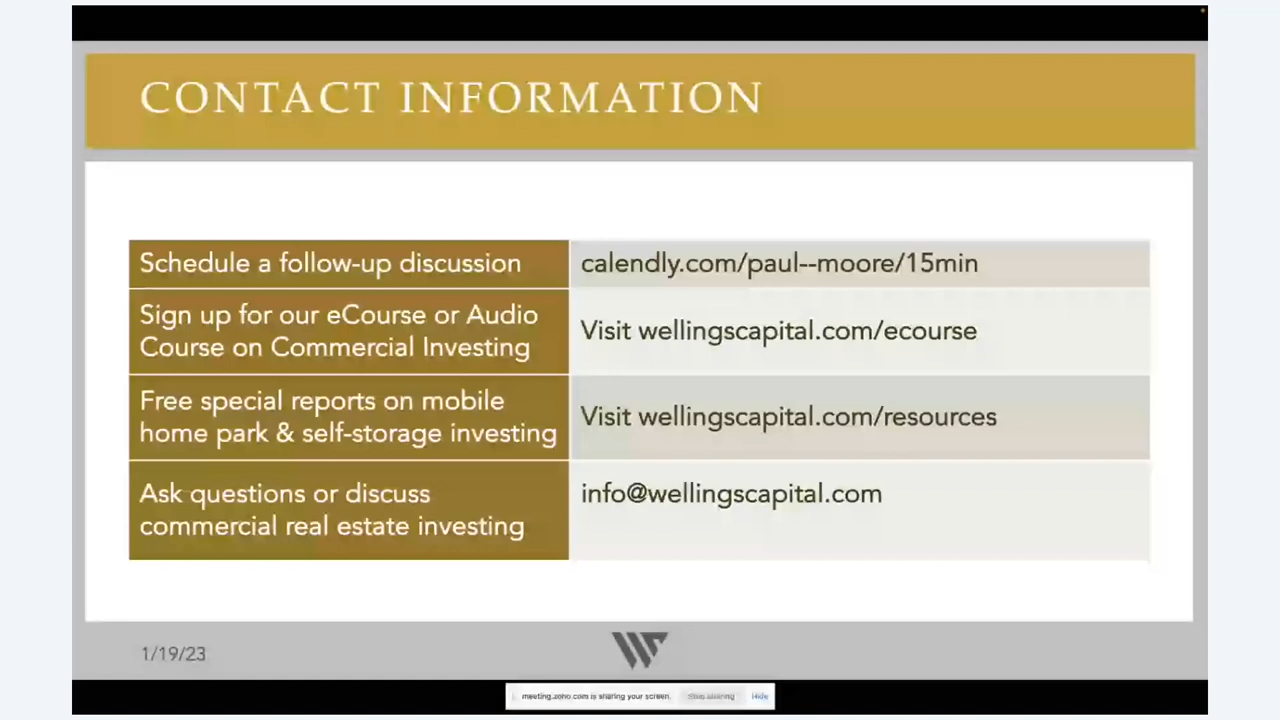 CONTACT INFORMATION
Schedule a follow-up discussion
calendly.com/paul--moore/15min
Sign up for our eCourse or Audio
Course on Commercial Investing
Visit wellingscapital.com/ecourse
Free special reports on mobile
home park & self-storage investing
Visit wellingscapital.com/resources
Ask questions or discuss
commercial real estate investing
info@wellingscapital.com
1/19/23
meeting.zoho.com is sharing your screen.
Stop sharing
Hide